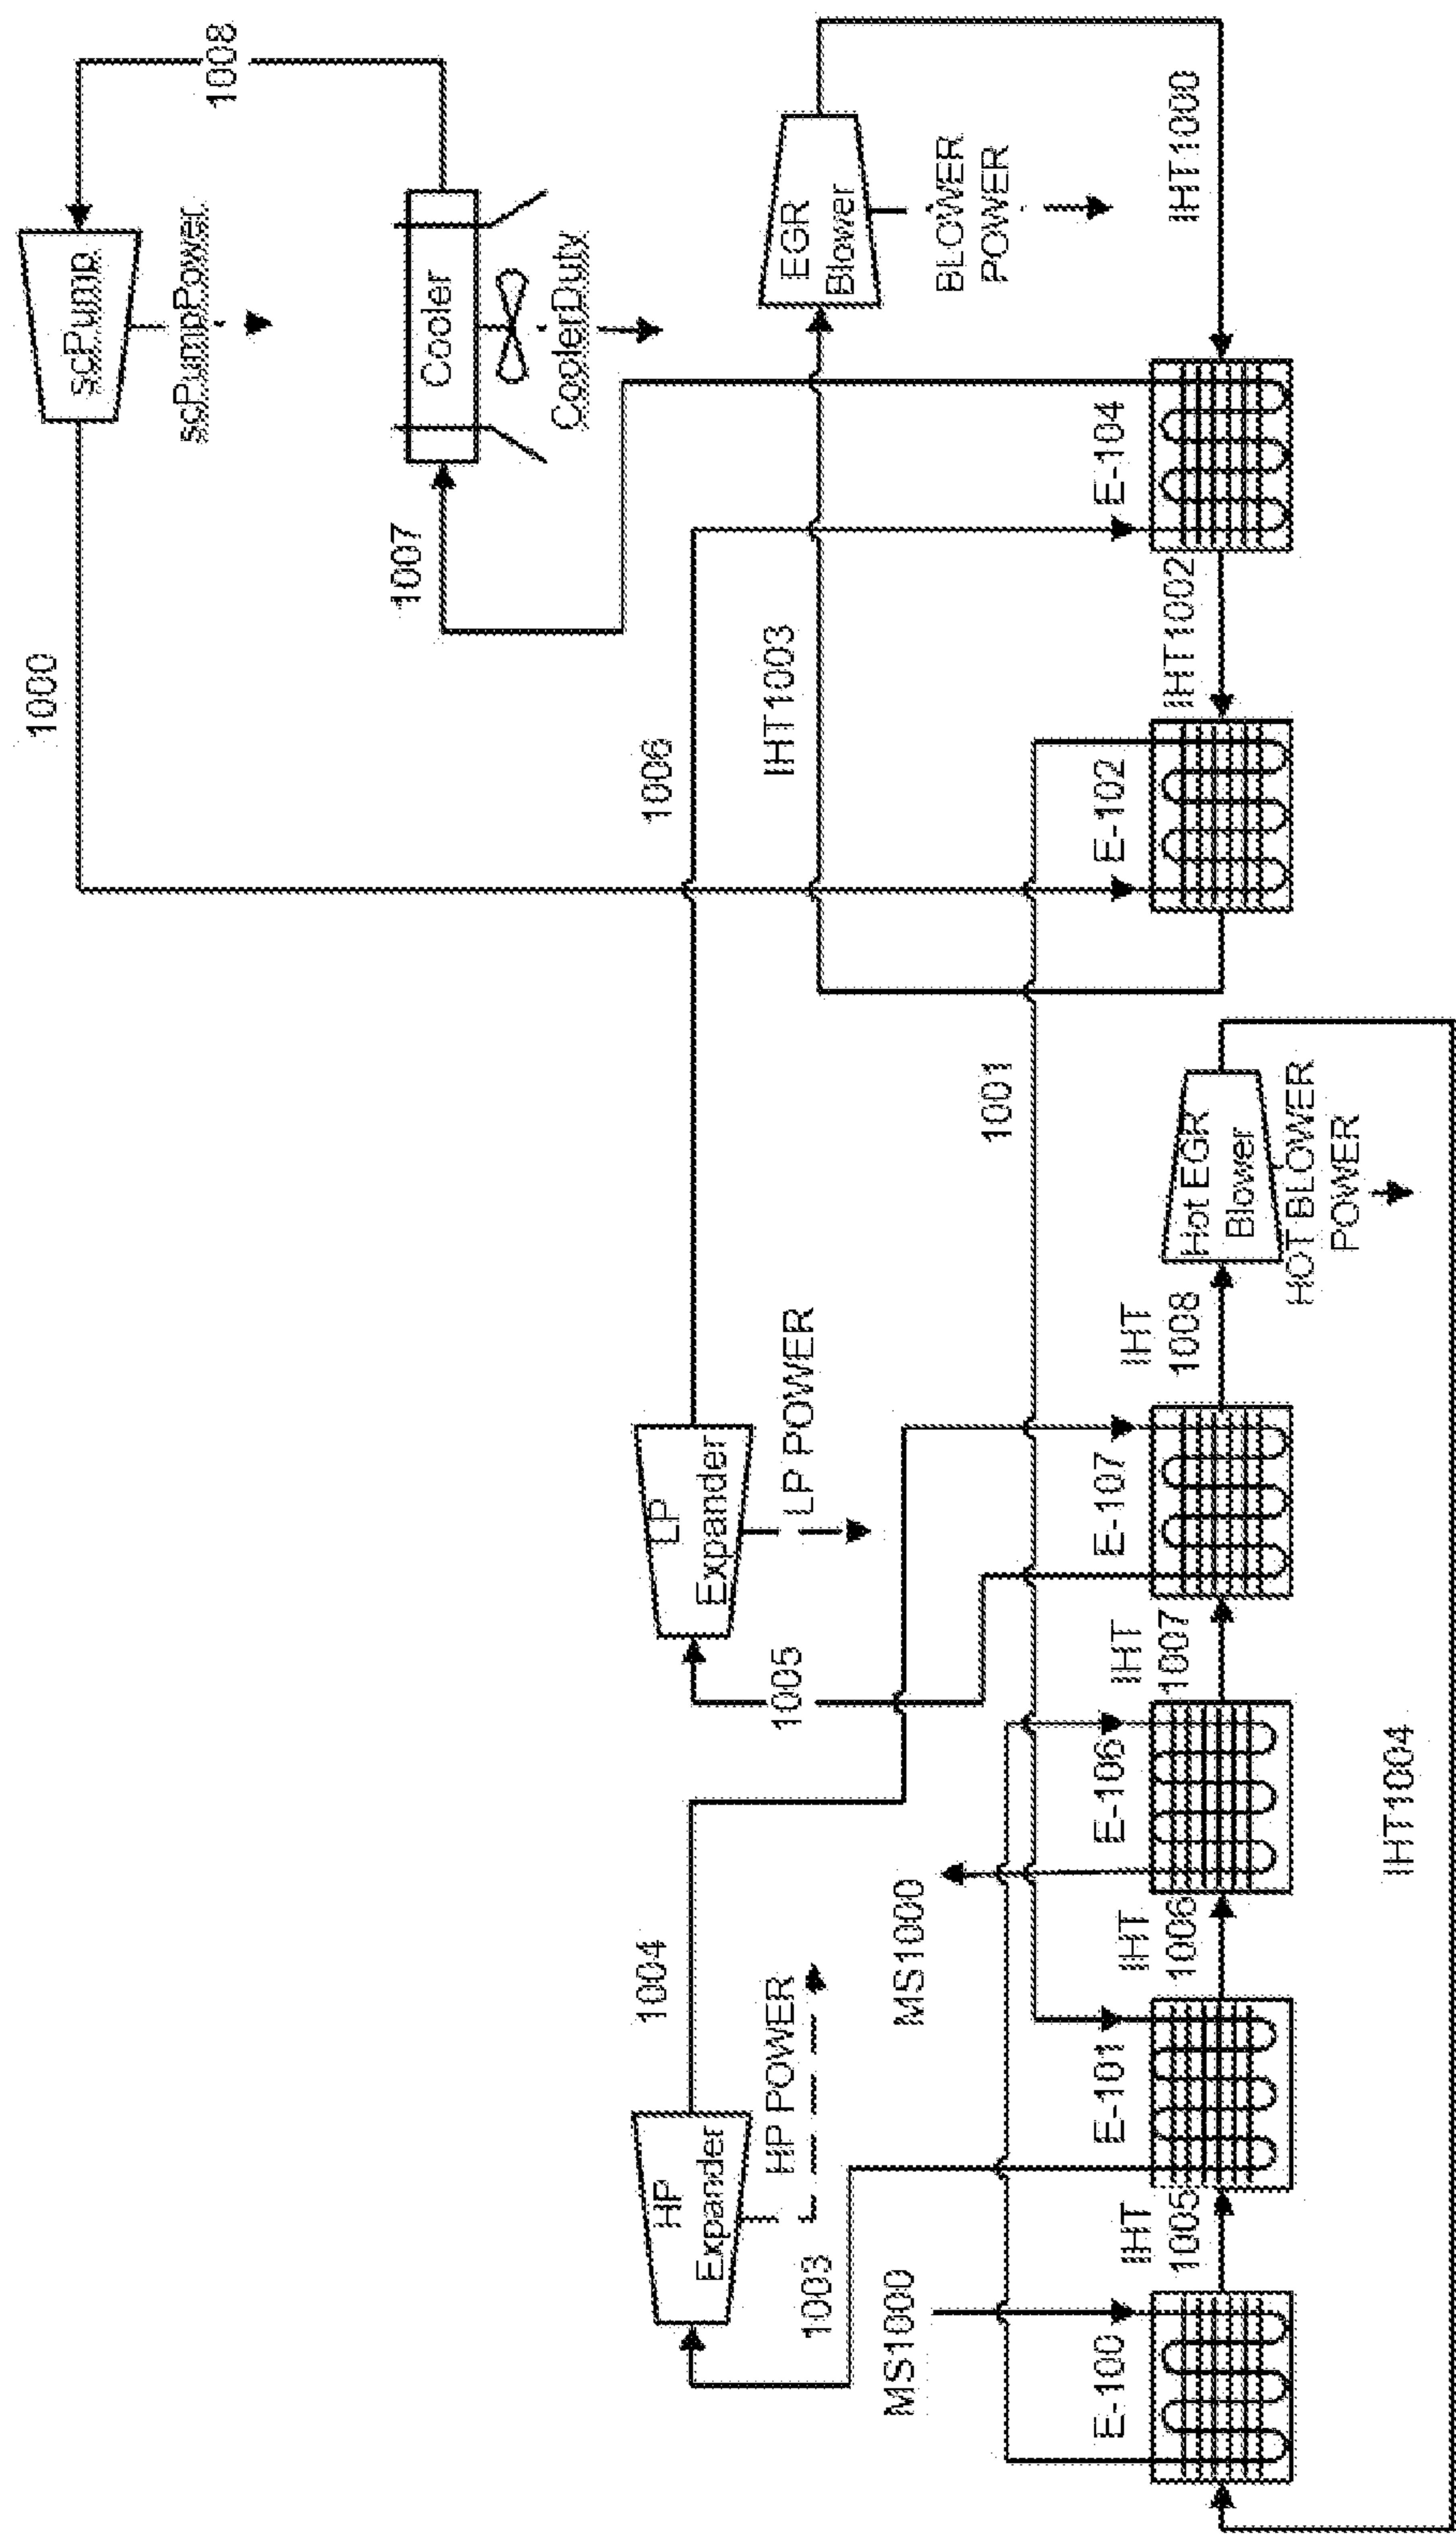 1008
scPump
scPumpPower
1000
Cooler
CoolerDuty
1007
EGR
Blower
BLOWER
POWER
IHT1000
E-104
1006
IHT1003
IHT1002
E-102
1001
Hot EGR
Blower
HOT BLOWER
POWER
IHT
1008
LP
Expander
LP POWER
1005
E-107
IHT
1007
E-106
MS1000
IHT
1006
1004
HP
Expander
HP POWER
1003
E-101
IHT
1005
MS1000
E-100
IHT1004